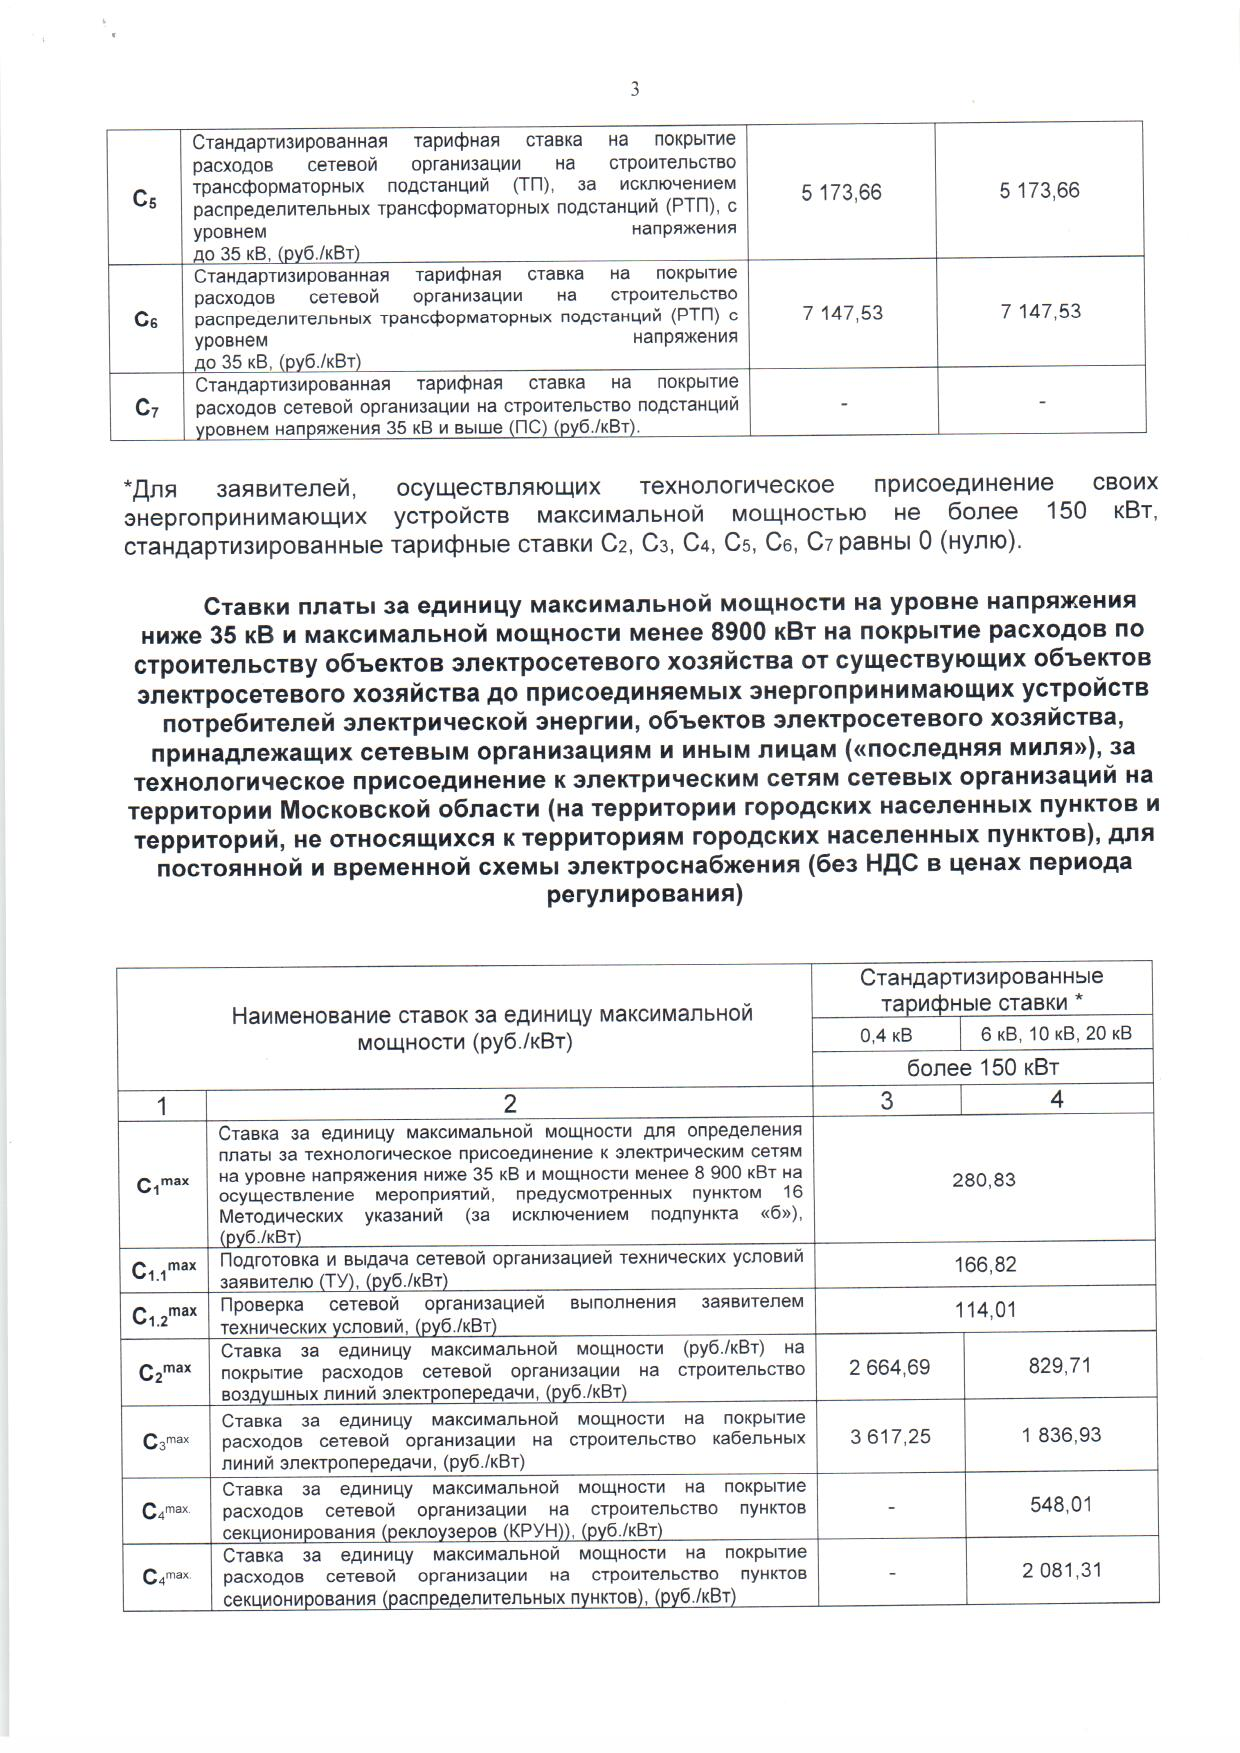 3
С5
Стандартизированная тарифная ставка на покрытие
расходов сетевой организации на строительство
трансформаторных подстанций (ТП), за исключением
распределительных трансформаторных подстанций (РТП), с
уровнем напряжения
до 35 кВ, (руб./кВт)
5 173,66
5 173,66
С6
Стандартизированная тарифная ставка на покрытие
расходов сетевой организации на строительство
распределительных трансформаторных подстанций (РТП) с
уровнем напряжения
до 35 кВ, (руб./кВт)
7 147,53
7 147,53
С7
Стандартизированная тарифная ставка на покрытие
расходов сетевой организации на строительство подстанций
уровнем напряжения 35 кВ и выше (ПС) (руб./кВт).
-
-
*Для заявителей, осуществляющих технологическое присоединение своих
энергопринимающих устройств максимальной мощностью не более 150 кВт,
стандартизированные тарифные ставки С2, С3, С4, С5, С6, С7 равны 0 (нулю).
Ставки платы за единицу максимальной мощности на уровне напряжения
ниже 35 кВ и максимальной мощности менее 8900 кВт на покрытие расходов по
строительству объектов электросетевого хозяйства от существующих объектов
электросетевого хозяйства до присоединяемых энергопринимающих устройств
потребителей электрической энергии, объектов электросетевого хозяйства,
принадлежащих сетевым организациям и иным лицам («последняя миля»), за
технологическое присоединение к электрическим сетям сетевых организаций на
территории Московской области (на территории городских населенных пунктов и
территорий, не относящихся к территориям городских населенных пунктов), для
постоянной и временной схемы электроснабжения (без НДС в ценах периода
регулирования)
Наименование ставок за единицу максимальной
мощности (руб./кВт)
Стандартизированные
тарифные ставки *
0,4 кВ
6 кВ, 10 кВ, 20 кВ
более 150 кВт
1
2
3
4
С1max
Ставка за единицу максимальной мощности для определения
платы за технологическое присоединение к электрическим сетям
на уровне напряжения ниже 35 кВ и мощности менее 8 900 кВт на
осуществление мероприятий, предусмотренных пунктом 16
Методических указаний (за исключением подпункта «б»),
(руб./кВт)
280,83
С1.1max
Подготовка и выдача сетевой организацией технических условий
заявителю (ТУ), (руб./кВт)
166,82
С1.2max
Проверка сетевой организацией выполнения заявителем
технических условий, (руб./кВт)
114,01
С2max
Ставка за единицу максимальной мощности (руб./кВт) на
покрытие расходов сетевой организации на строительство
воздушных линий электропередачи, (руб./кВт)
2 664,69
829,71
С3max
Ставка за единицу максимальной мощности на покрытие
расходов сетевой организации на строительство кабельных
линий электропередачи, (руб./кВт)
3 617,25
1 836,93
С4max.
Ставка за единицу максимальной мощности на покрытие
расходов сетевой организации на строительство пунктов
секционирования (реклоузеров (КРУН)), (руб./кВт)
-
548,01
С4max.
Ставка за единицу максимальной мощности на покрытие
расходов сетевой организации на строительство пунктов
секционирования (распределительных пунктов), (руб./кВт)
-
2 081,31